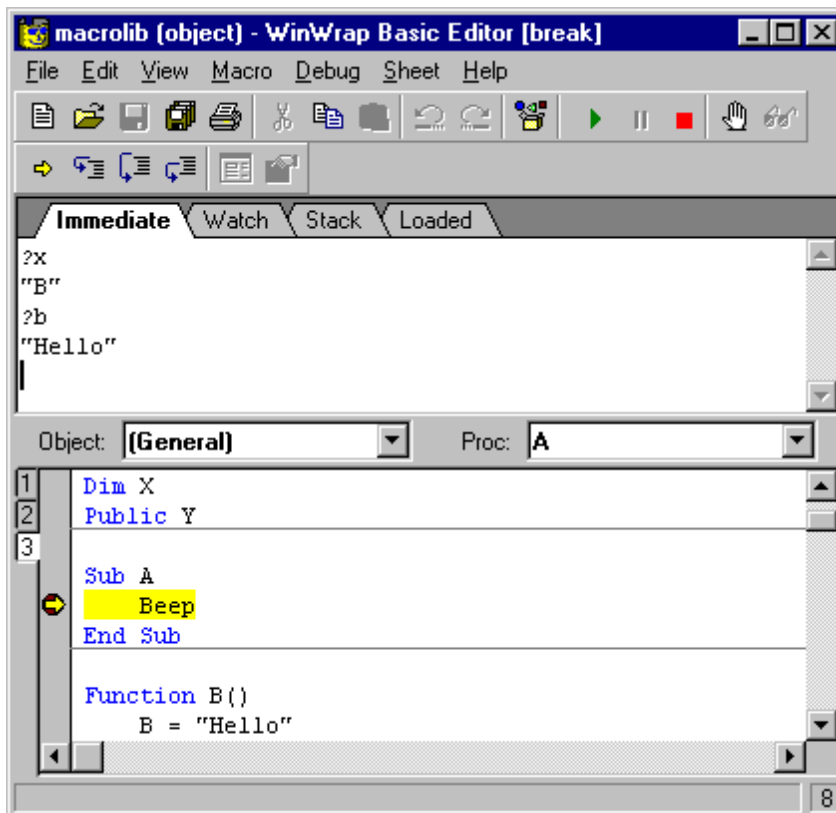 macrolib (object) - WinWrap Basic Editor [break]
File Edit View Macro Debug Sheet Help
Immediate Watch Stack Loaded
?x
"B"
?b
"Hello"
Object: (General) Proc: A
1
Dim X
2
Public Y
3
Sub A
Beep
End Sub
Function B()
B = "Hello"
8